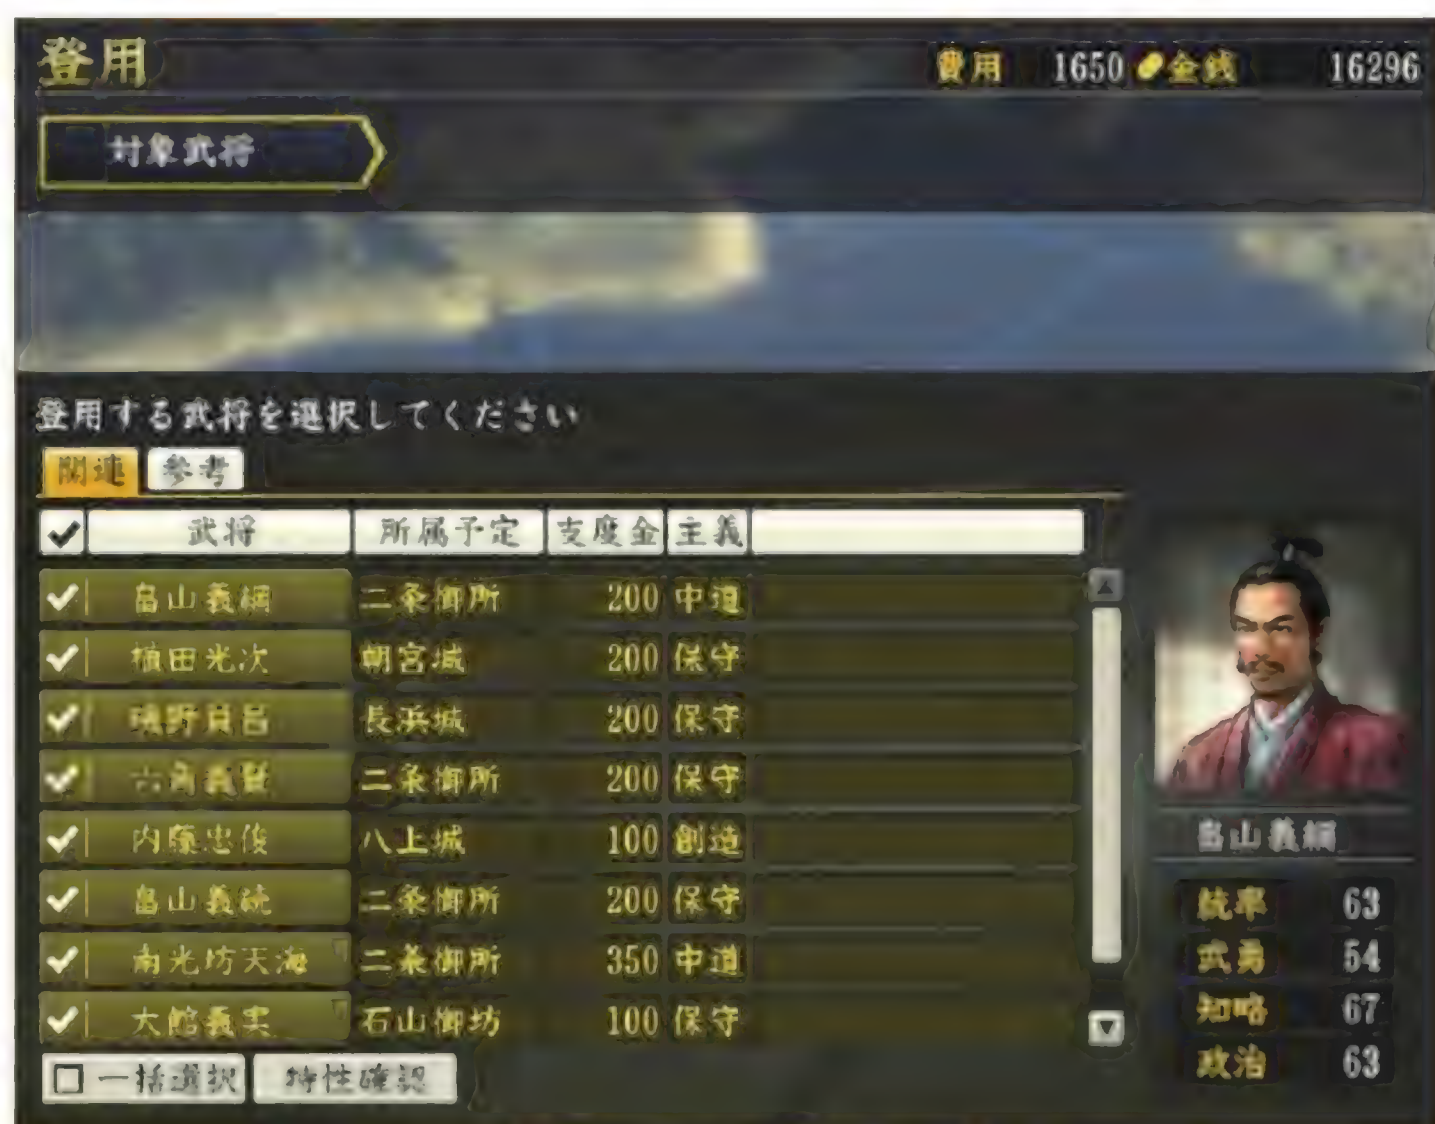 登用 費用 1650 金銭 16296
対象武将
登用する武将を選択してください
関連 参考
武将 所属予定 支度金 主義
畠山義綱 二条御所 200 中道
植田光次 朝宮城 200 保守
磯野員昌 長浜城 200 保守
六角義賢 二条御所 200 保守
内藤忠俊 八上城 100 創造
畠山義続 二条御所 200 保守
南光坊天海 二条御所 350 中道
大館義実 石山御坊 100 保守
一括選択 特性確認
畠山義綱
統率 63
武勇 54
知略 67
政治 63